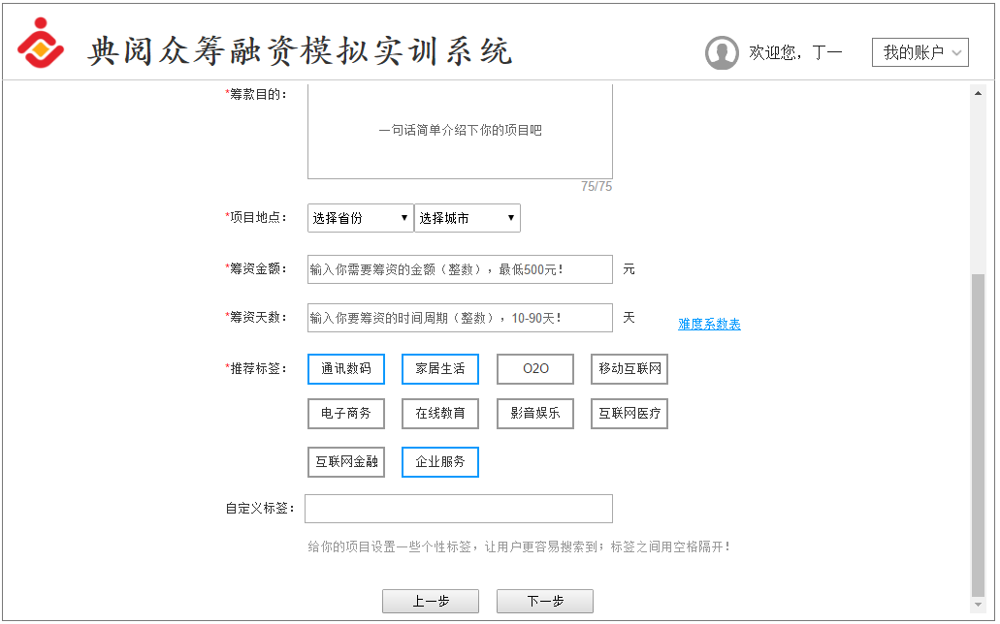 典阅众筹融资模拟实训系统
欢迎您，丁一
我的账户
*筹款目的：
一句话简单介绍下你的项目吧
75/75
*项目地点： 选择省份 选择城市
*筹资金额： 输入你需要筹资的金额（整数），最低500元！ 元
*筹资天数： 输入你要筹资的时间周期（整数），10-90天！ 天 难度系数表
*推荐标签： 通讯数码 家居生活 O2O 移动互联网
电子商务 在线教育 影音娱乐 互联网医疗
互联网金融 企业服务
自定义标签：
给你的项目设置一些个性标签，让用户更容易搜索到；标签之间用空格隔开！
上一步 下一步